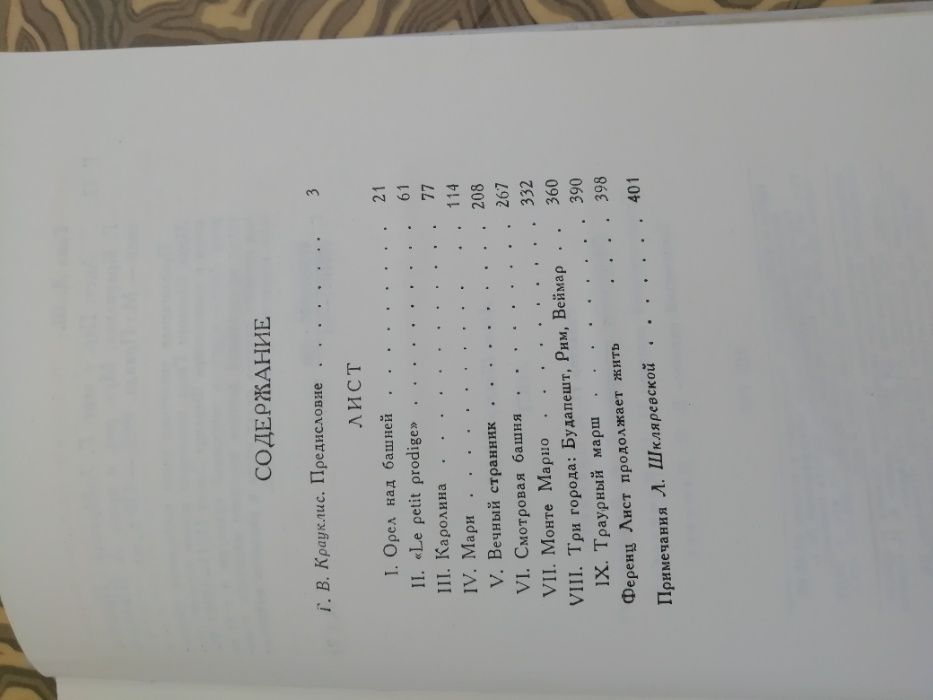 СОДЕРЖАНИЕ
Г. В. Крауклис. Предисловие . . . . . . . 3
ЛИСТ
I. Орел над башней . . . . . . . . 21
II. «Le petit prodige» . . . . . . . . 61
III. Каролина . . . . . . . . . . 77
IV. Мари . . . . . . . . . . . 114
V. Вечный странник . . . . . . . . 208
VI. Смотровая башня . . . . . . . . 267
VII. Монте Марио . . . . . . . . . 332
VIII. Три города: Будапешт, Рим, Веймар . . 360
IX. Траурный марш . . . . . . . . 390
Ференц Лист продолжает жить . . . 398
Примечания Л. Шкляревской . . . . . . 401